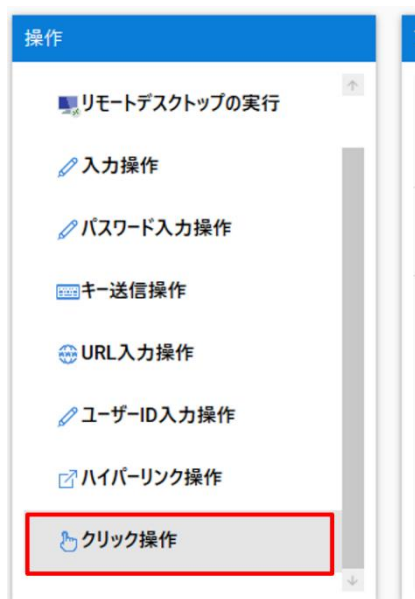 操作
リモートデスクトップの実行
入力操作
パスワード入力操作
キー送信操作
URL入力操作
ユーザーID入力操作
ハイパーリンク操作
クリック操作